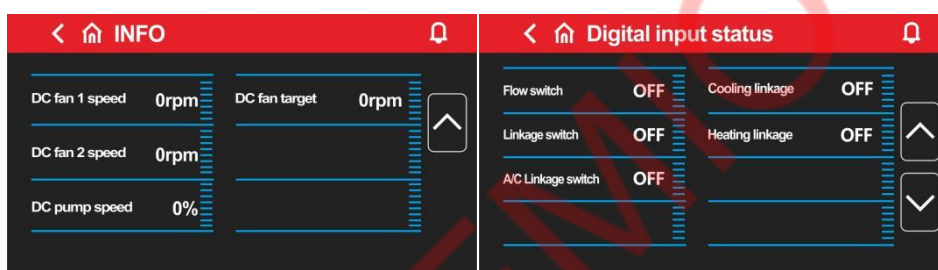 INFO
DC fan 1 speed 0rpm DC fan target 0rpm
DC fan 2 speed 0rpm
DC pump speed 0%
Digital input status
Flow switch OFF Cooling linkage OFF
Linkage switch OFF Heating linkage OFF
A/C Linkage switch OFF